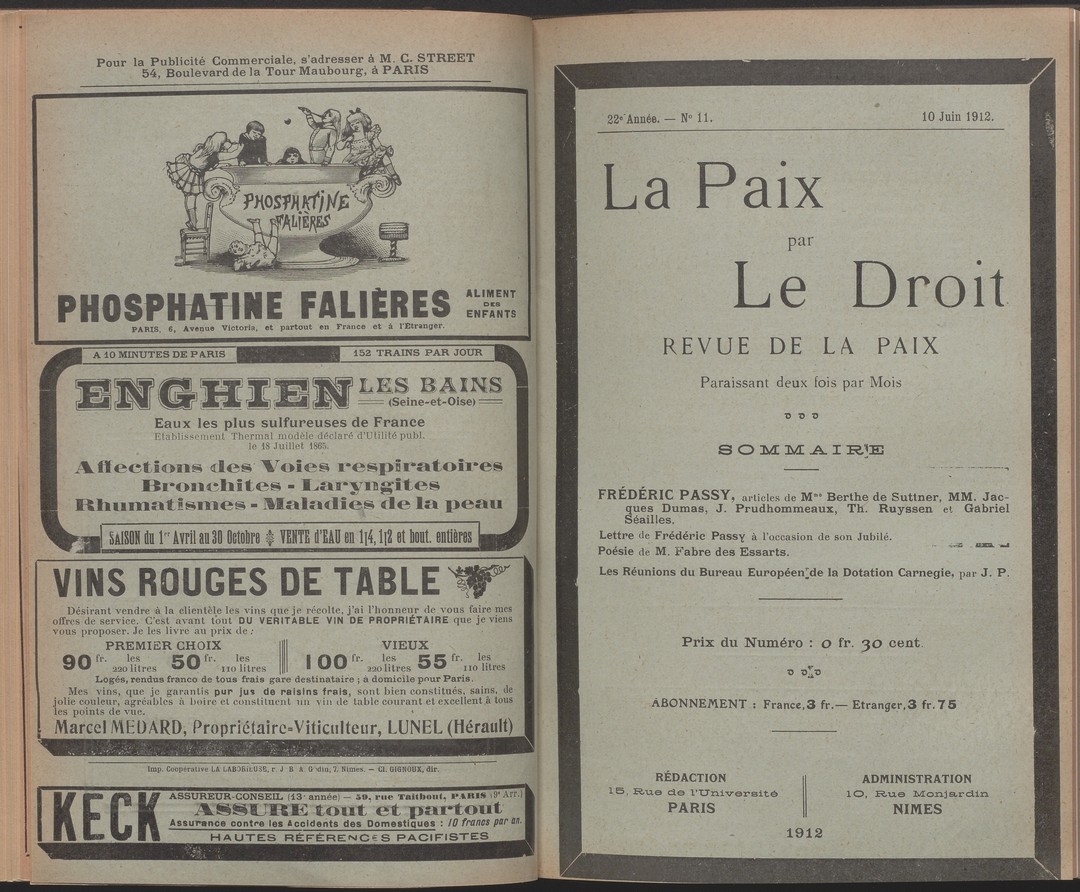 Pour la Publicité Commerciale, s'adresser à M. C. STREET
54, Boulevard de la Tour Maubourg, à PARIS
PHOSPHATINE
FALIÈRES
PHOSPHATINE FALIÈRES ALIMENT DES ENFANTS
PARIS, 6, Avenue Victoria, et partout en France et à l'Etranger.
A 10 MINUTES DE PARIS 152 TRAINS PAR JOUR
ENGHIEN LES BAINS
(Seine-et-Oise)
Eaux les plus sulfureuses de France
Etablissement Thermal modèle déclaré d'Utilité publ.
le 18 Juillet 1865.
Affections des Voies respiratoires
Bronchites - Laryngites
Rhumatismes - Maladies de la peau
SAISON du 1er Avril au 30 Octobre VENTE d'EAU en 1|4, 1|2 et bout. entières
VINS ROUGES DE TABLE
Désirant vendre à la clientèle les vins que je récolte, j'ai l'honneur de vous faire mes
offres de service. C'est avant tout DU VERITABLE VIN DE PROPRIÉTAIRE que je viens
vous proposer. Je les livre au prix de :
PREMIER CHOIX VIEUX
90 fr. les 220 litres 50 fr. les 110 litres 100 fr. les 220 litres 55 fr. les 110 litres
Logés, rendus franco de tous frais gare destinataire ; à domicile pour Paris.
Mes vins, que je garantis pur jus de raisins frais, sont bien constitués, sains, de
jolie couleur, agréables à boire et constituent un vin de table courant et excellent à tous
les points de vue.
Marcel MEDARD, Propriétaire-Viticulteur, LUNEL (Hérault)
Imp. Coopérative LA LABORIEUSE, r. J B A. Godin, 7, Nimes. — Cl. GIGNOUX, dir.
KECK ASSUREUR-CONSEIL (13e année) — 59, rue Taitbout, PARIS (9e Arr.)
ASSURE tout et partout
Assurance contre les Accidents des Domestiques : 10 francs par an.
HAUTES RÉFÉRENCES PACIFISTES
22e Année. — No 11. 10 Juin 1912.
La Paix
par
Le Droit
REVUE DE LA PAIX
Paraissant deux fois par Mois
SOMMAIRE
FRÉDÉRIC PASSY, articles de Mme Berthe de Suttner, MM. Jac-
ques Dumas, J. Prudhommeaux, Th. Ruyssen et Gabriel
Séailles.
Lettre de Frédéric Passy à l'occasion de son Jubilé.
Poésie de M. Fabre des Essarts.
Les Réunions du Bureau Européen de la Dotation Carnegie, par J. P.
Prix du Numéro : 0 fr. 30 cent
ABONNEMENT : France, 3 fr. — Etranger, 3 fr. 75
RÉDACTION
15, Rue de l'Université
PARIS
ADMINISTRATION
10, Rue Monjardin
NIMES
1912